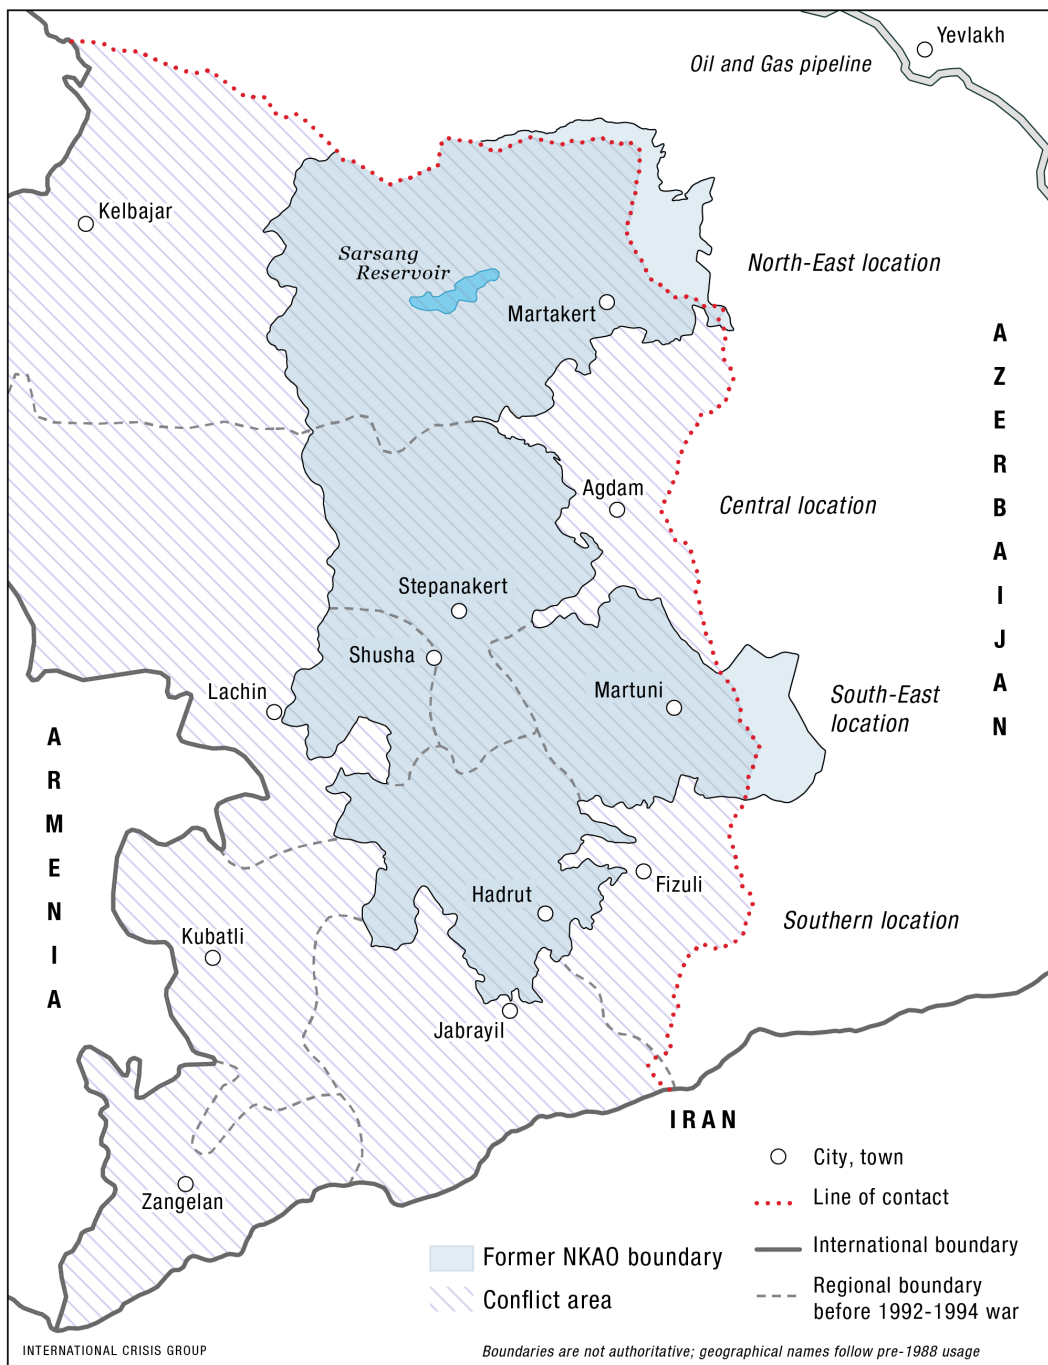 Yevlakh
Oil and Gas pipeline
Kelbajar
Sarsang
Reservoir
North-East location
Martakert
Agdam
Central location
Stepanakert
Shusha
Lachin
Martuni
South-East
location
Hadrut
Fizuli
Southern location
Kubatli
Jabrayil
Zangelan
ARMENIA
AZERBAIJAN
IRAN
City, town
Line of contact
International boundary
Regional boundary
before 1992-1994 war
Former NKAO boundary
Conflict area
INTERNATIONAL CRISIS GROUP
Boundaries are not authoritative; geographical names follow pre-1988 usage